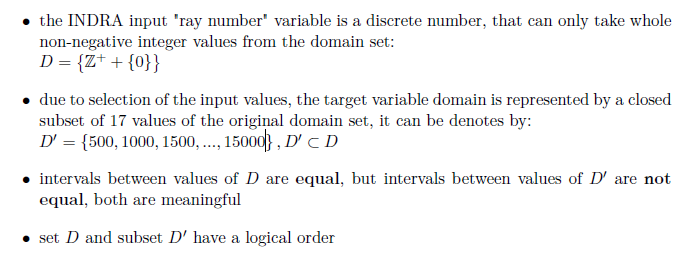 • the INDRA input "ray number" variable is a discrete number, that can only take whole
non-negative integer values from the domain set:
D = {ℤ⁺ + {0}}
• due to selection of the input values, the target variable domain is represented by a closed
subset of 17 values of the original domain set, it can be denotes by:
D′ = {500, 1000, 1500, ..., 15000} , D′ ⊂ D
• intervals between values of D are equal, but intervals between values of D′ are not
equal, both are meaningful
• set D and subset D′ have a logical order